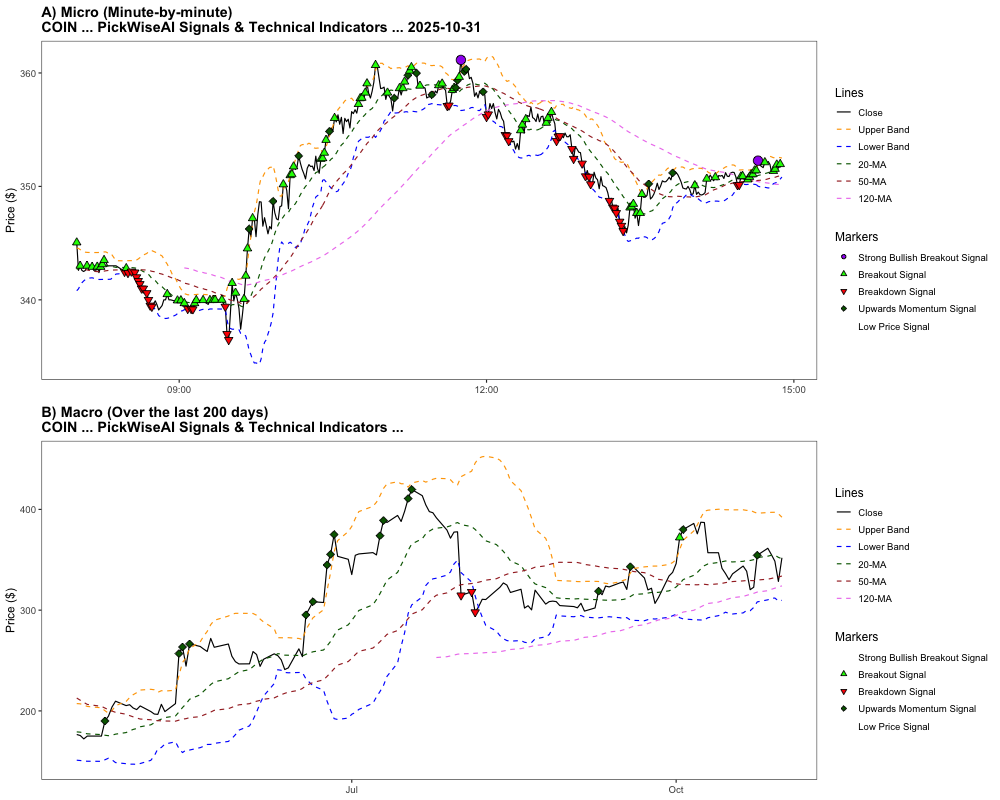 A) Micro (Minute-by-minute)
COIN ... PickWiseAI Signals & Technical Indicators ... 2025-10-31
Price ($)
360
350
340
09:00
12:00
15:00
Lines
Close
Upper Band
Lower Band
20-MA
50-MA
120-MA
Markers
Strong Bullish Breakout Signal
Breakout Signal
Breakdown Signal
Upwards Momentum Signal
Low Price Signal
B) Macro (Over the last 200 days)
COIN ... PickWiseAI Signals & Technical Indicators ...
Price ($)
400
300
200
Jul
Oct
Lines
Close
Upper Band
Lower Band
20-MA
50-MA
120-MA
Markers
Strong Bullish Breakout Signal
Breakout Signal
Breakdown Signal
Upwards Momentum Signal
Low Price Signal